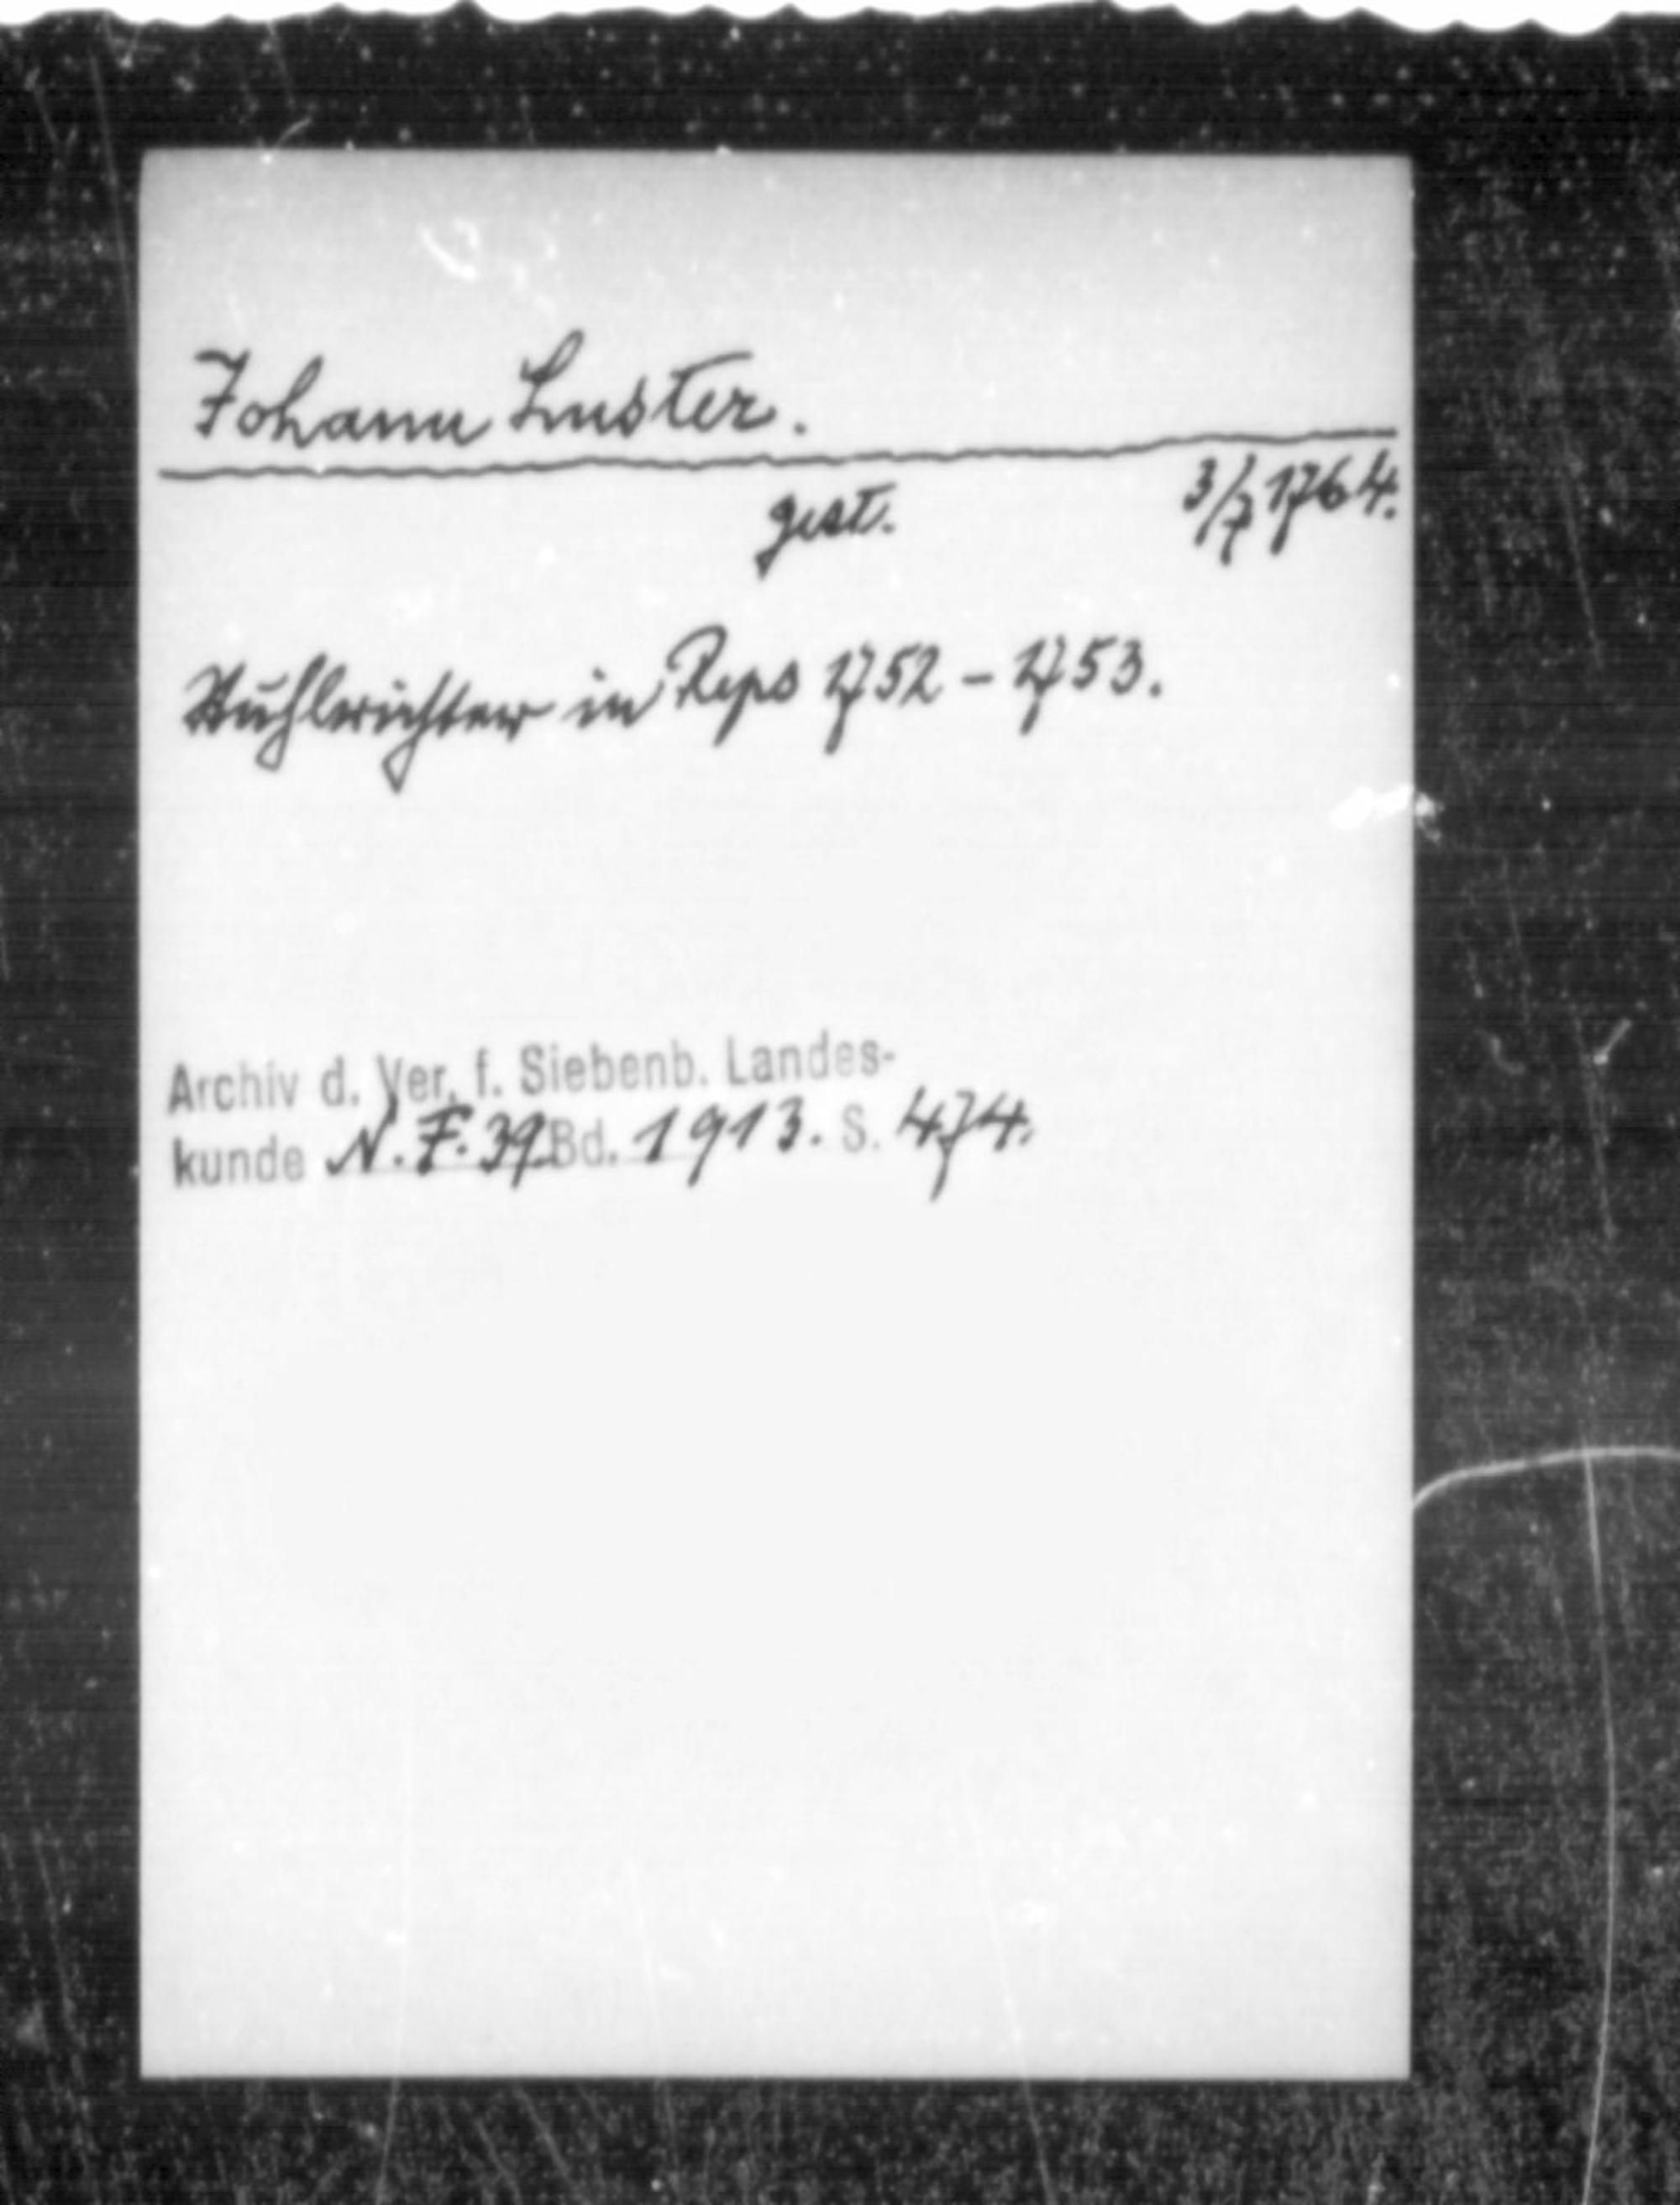 Johann Luster.
gest. 3/7 1764.
Stuhlrichter in Reps 1752 - 1753.
Archiv d. Ver. f. Siebenb. Landes-
kunde N. F. 39 Bd. 1913. S. 474.